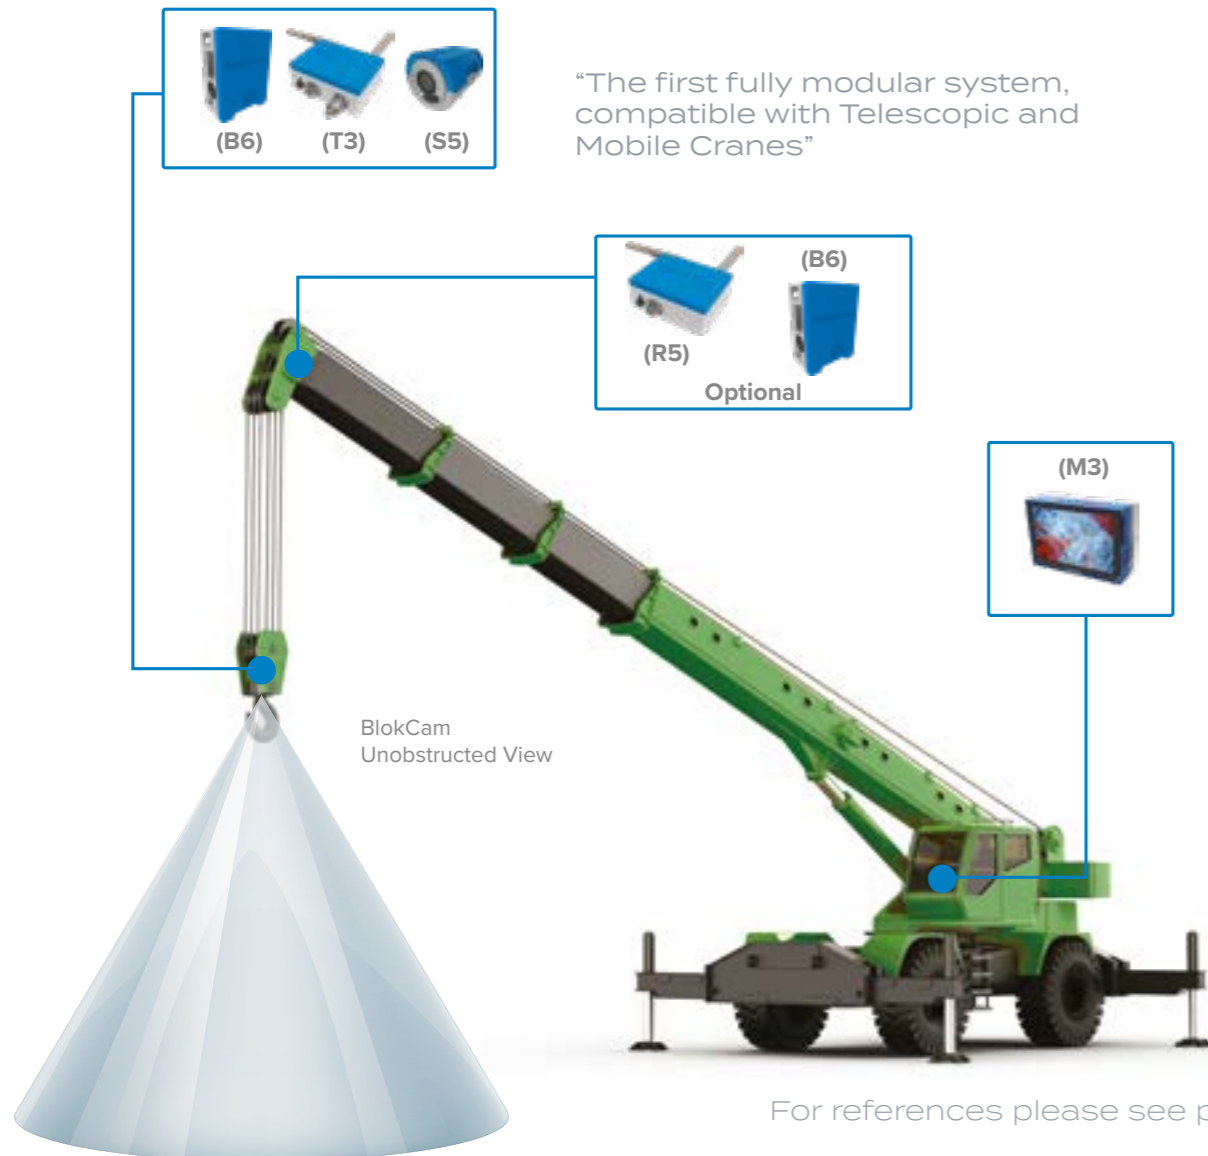 (B6) (T3) (S5)
“The first fully modular system,
compatible with Telescopic and
Mobile Cranes”
(B6)
(R5)
Optional
(M3)
BlokCam
Unobstructed View
For references please see